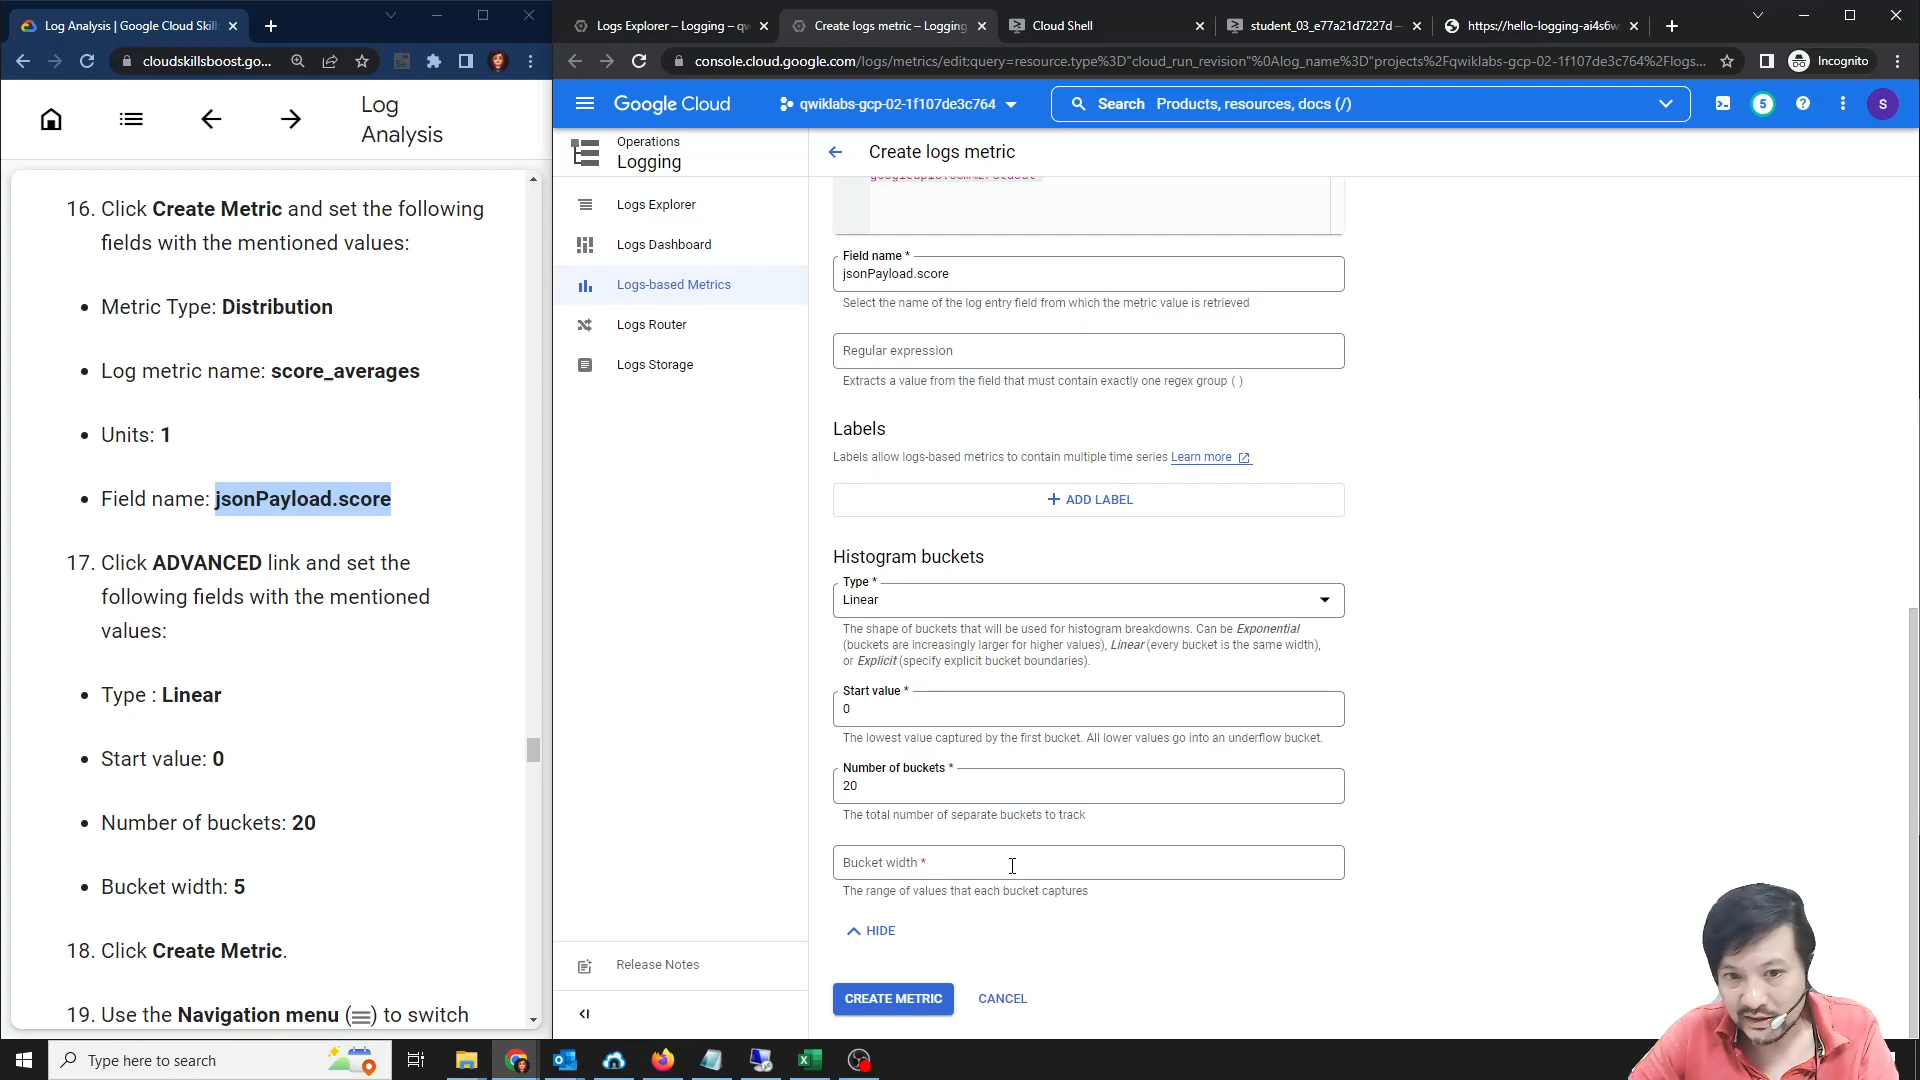 Log Analysis | Google Cloud Skill
cloudskillsboost.go...
Log
Analysis
16. Click Create Metric and set the following
fields with the mentioned values:
Metric Type: Distribution
Log metric name: score_averages
Units: 1
Field name: jsonPayload.score
17. Click ADVANCED link and set the
following fields with the mentioned
values:
Type : Linear
Start value: 0
Number of buckets: 20
Bucket width: 5
18. Click Create Metric.
19. Use the Navigation menu ( ) to switch
Logs Explorer – Logging – qw
Create logs metric – Logging
Cloud Shell
student_03_e77a21d7227d –
https://hello-logging-ai4s6w
console.cloud.google.com/logs/metrics/edit;query=resource.type%3D"cloud_run_revision"%0Alog_name%3D"projects%2Fqwiklabs-gcp-02-1f107de3c764%2Flogs...
Incognito
Google Cloud
qwiklabs-gcp-02-1f107de3c764
Search Products, resources, docs (/)
5
S
Operations
Logging
Logs Explorer
Logs Dashboard
Logs-based Metrics
Logs Router
Logs Storage
Release Notes
Create logs metric
Field name *
jsonPayload.score
Select the name of the log entry field from which the metric value is retrieved
Regular expression
Extracts a value from the field that must contain exactly one regex group ( )
Labels
Labels allow logs-based metrics to contain multiple time series Learn more
+ ADD LABEL
Histogram buckets
Type *
Linear
The shape of buckets that will be used for histogram breakdowns. Can be Exponential
(buckets are increasingly larger for higher values), Linear (every bucket is the same width),
or Explicit (specify explicit bucket boundaries).
Start value *
0
The lowest value captured by the first bucket. All lower values go into an underflow bucket.
Number of buckets *
20
The total number of separate buckets to track
Bucket width *
The range of values that each bucket captures
HIDE
CREATE METRIC
CANCEL
Type here to search